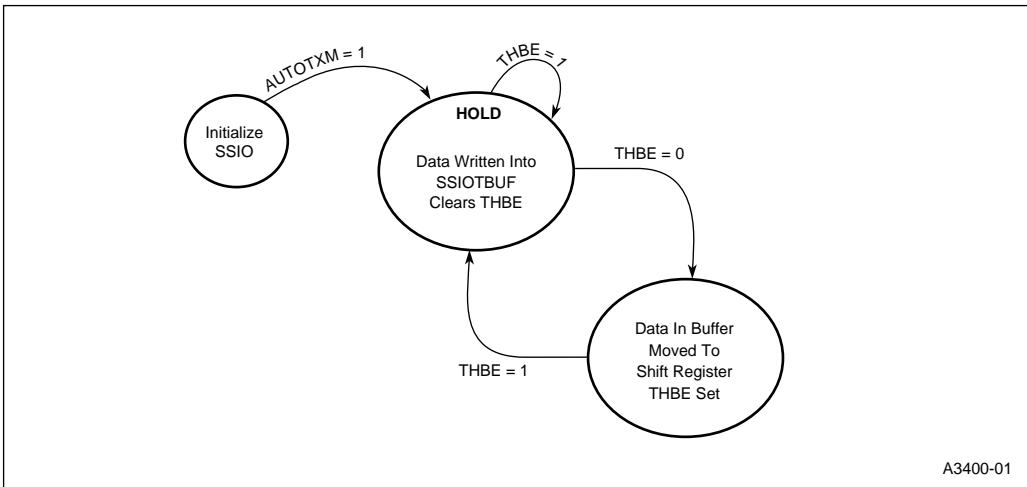 AUTOTXM = 1
THBE = 1
Initialize
SSIO
HOLD
Data Written Into
SSIOTBUF
Clears THBE
THBE = 0
Data In Buffer
Moved To
Shift Register
THBE Set
THBE = 1
A3400-01